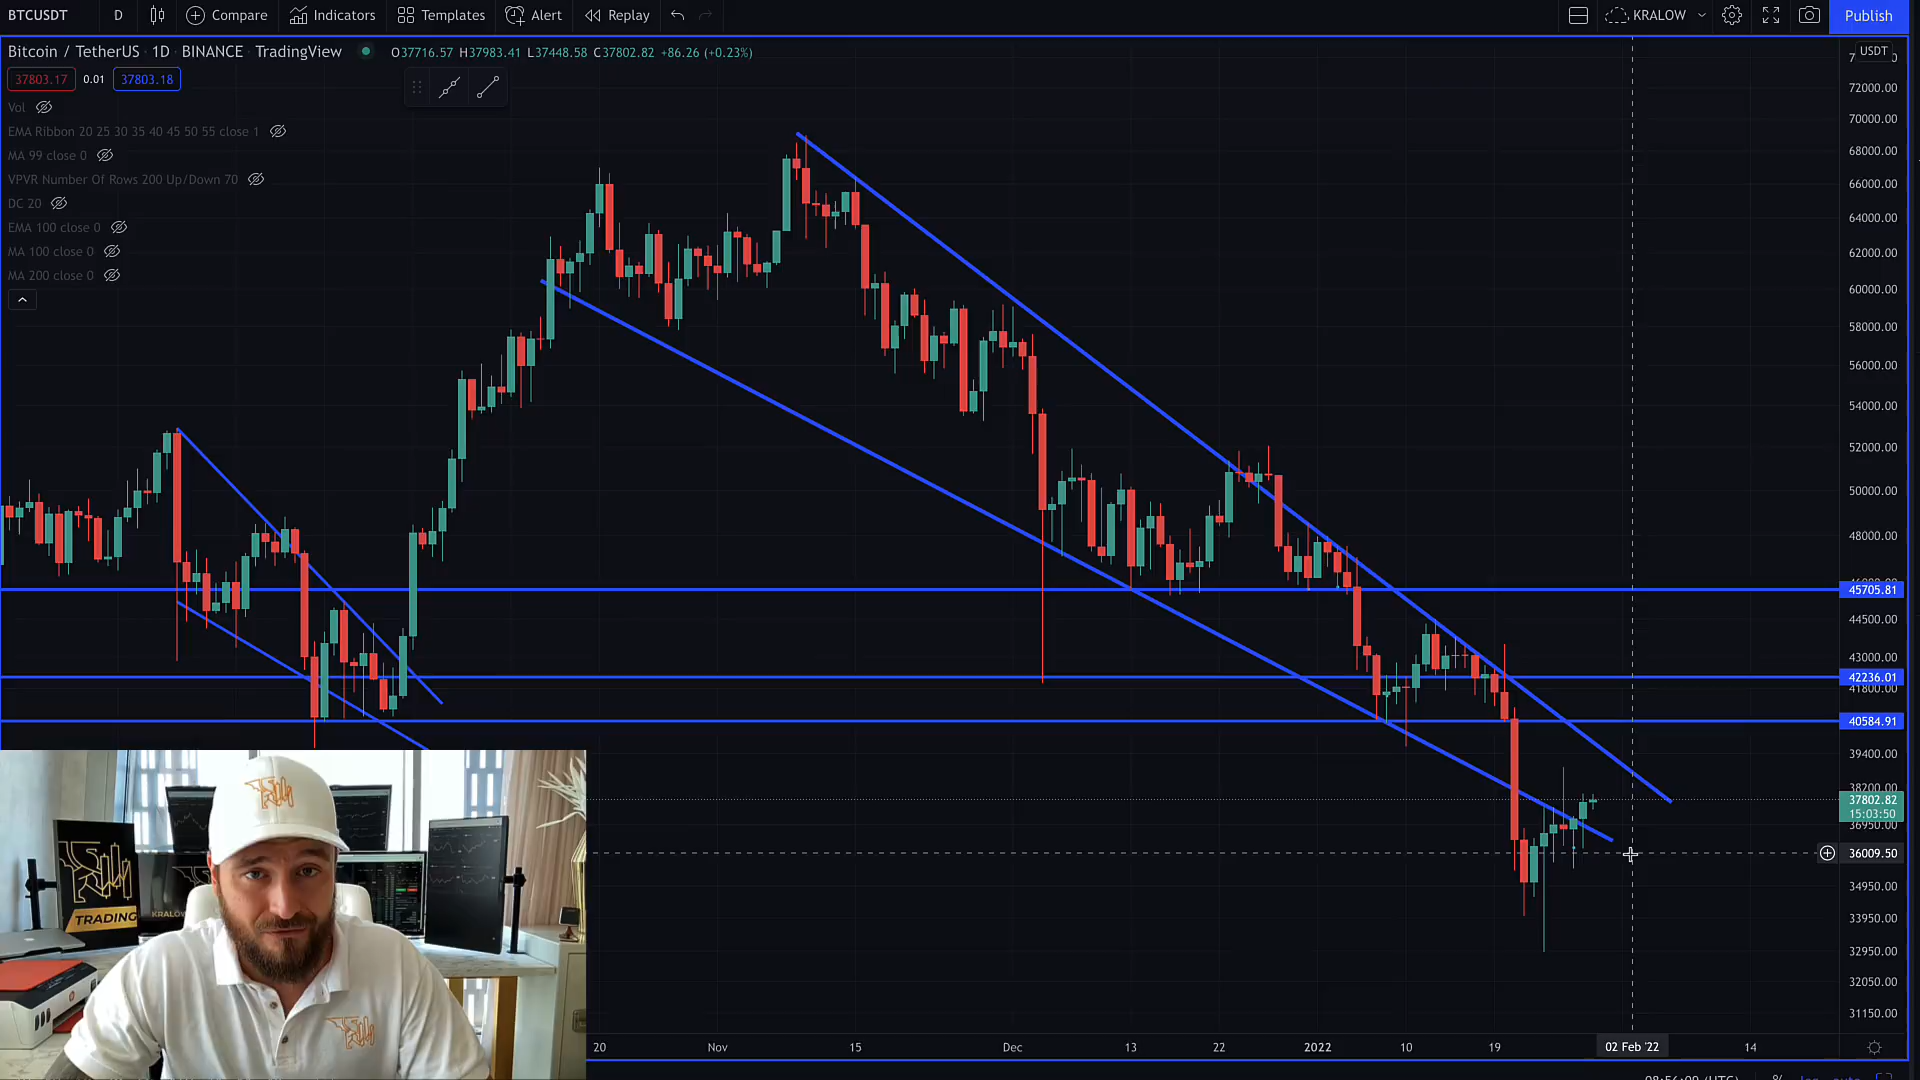 BTCUSDT D Compare Indicators Templates Alert Replay KRALOW Publish
Bitcoin / TetherUS · 1D · BINANCE · TradingView O37716.57 H37983.41 L37448.58 C37802.82 +86.26 (+0.23%)
USDT
37803.17 0.01 37803.18
Vol
EMA Ribbon 20 25 30 35 40 45 50 55 close 1
MA 99 close 0
VPVR Number Of Rows 200 Up/Down 70
DC 20
EMA 100 close 0
MA 100 close 0
MA 200 close 0
72000.00
70000.00
68000.00
66000.00
64000.00
62000.00
60000.00
58000.00
56000.00
54000.00
52000.00
50000.00
48000.00
45705.81
44500.00
43000.00
42236.01
41800.00
40584.91
39400.00
38200.00
37802.82
15:03:50
36950.00
36009.50
34950.00
33950.00
32950.00
32050.00
31150.00
TRADING
KRALOW
20 Nov 15 Dec 13 22 2022 10 19 02 Feb '22 14